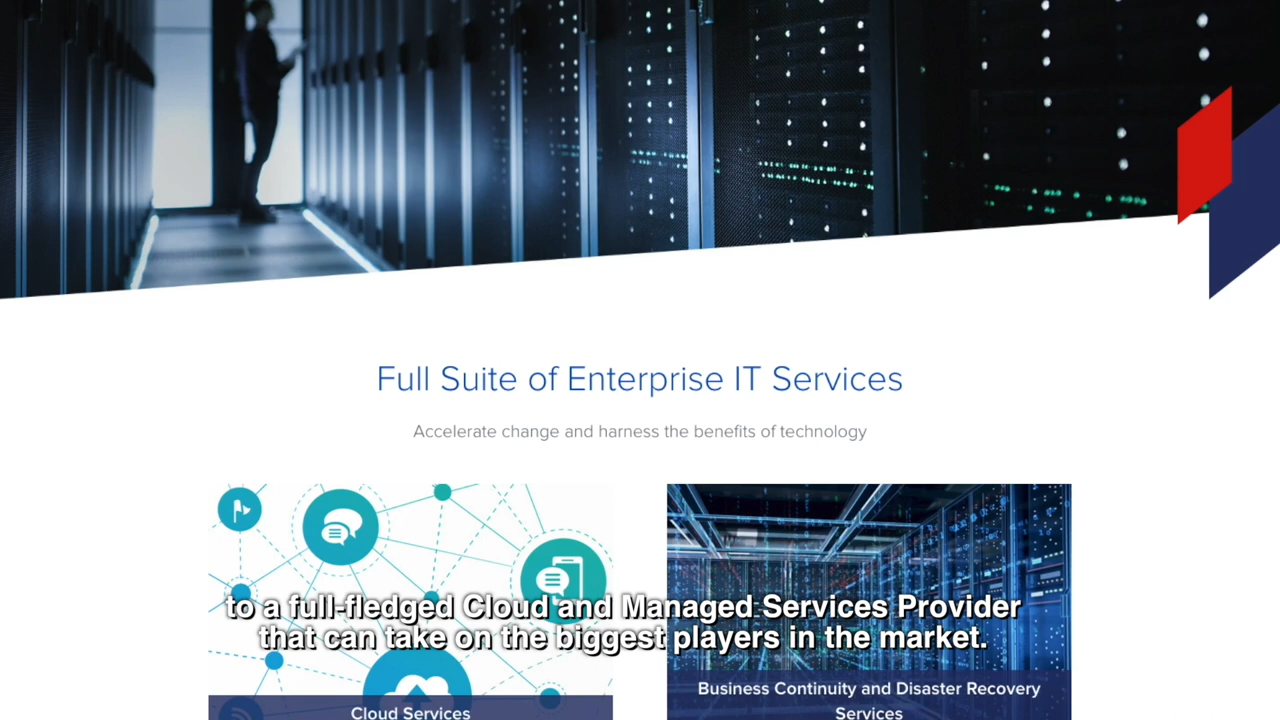 Full Suite of Enterprise IT Services
Accelerate change and harness the benefits of technology
to a full-fledged Cloud and Managed Services Provider
that can take on the biggest players in the market.
Cloud Services
Business Continuity and Disaster Recovery
Services